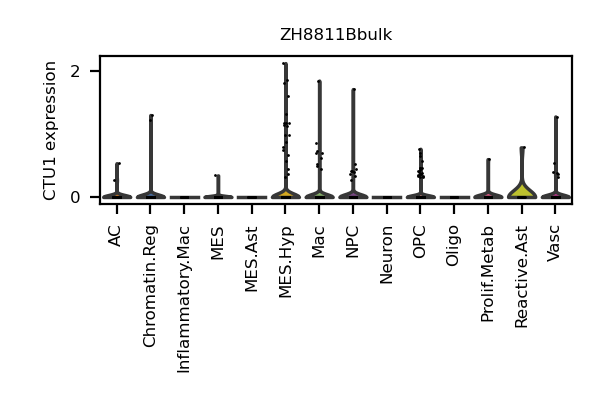 ZH8811Bbulk
CTU1 expression
2
0
AC
Chromatin.Reg
Inflammatory.Mac
MES
MES.Ast
MES.Hyp
Mac
NPC
Neuron
OPC
Oligo
Prolif.Metab
Reactive.Ast
Vasc